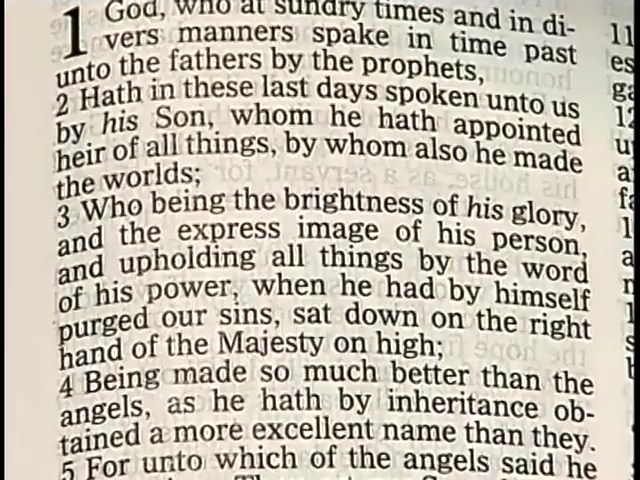 1 God, who at sundry times and in di-
vers manners spake in time past
unto the fathers by the prophets,
2 Hath in these last days spoken unto us
by his Son, whom he hath appointed
heir of all things, by whom also he made
the worlds;
3 Who being the brightness of his glory,
and the express image of his person,
and upholding all things by the word
of his power, when he had by himself
purged our sins, sat down on the right
hand of the Majesty on high;
4 Being made so much better than the
angels, as he hath by inheritance ob-
tained a more excellent name than they.
5 For unto which of the angels said he